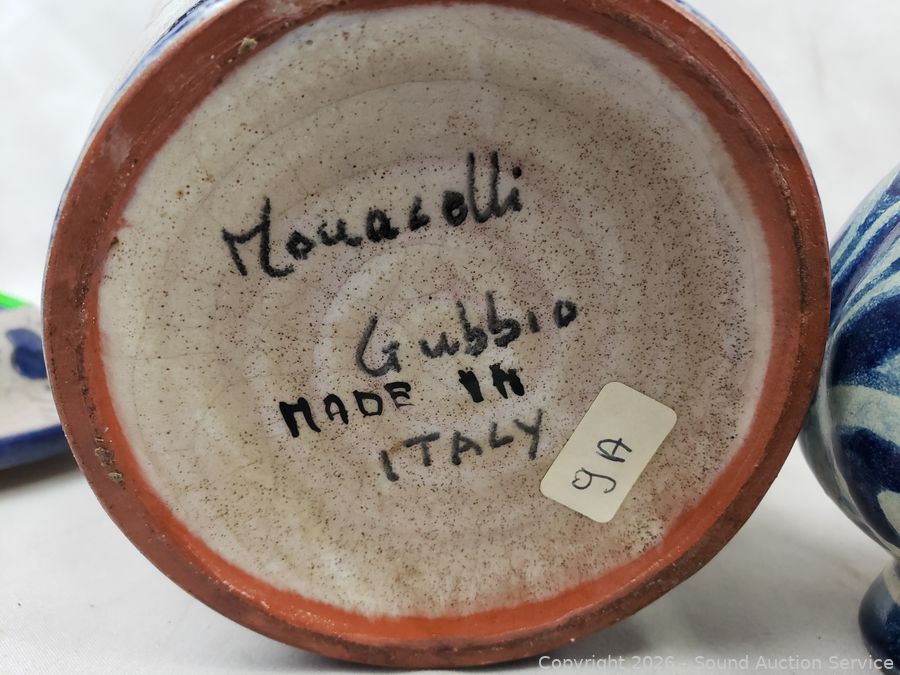 Monacelli
Gubbio
MADE IN
ITALY
9A
Copyright 2026 - Sound Auction Service